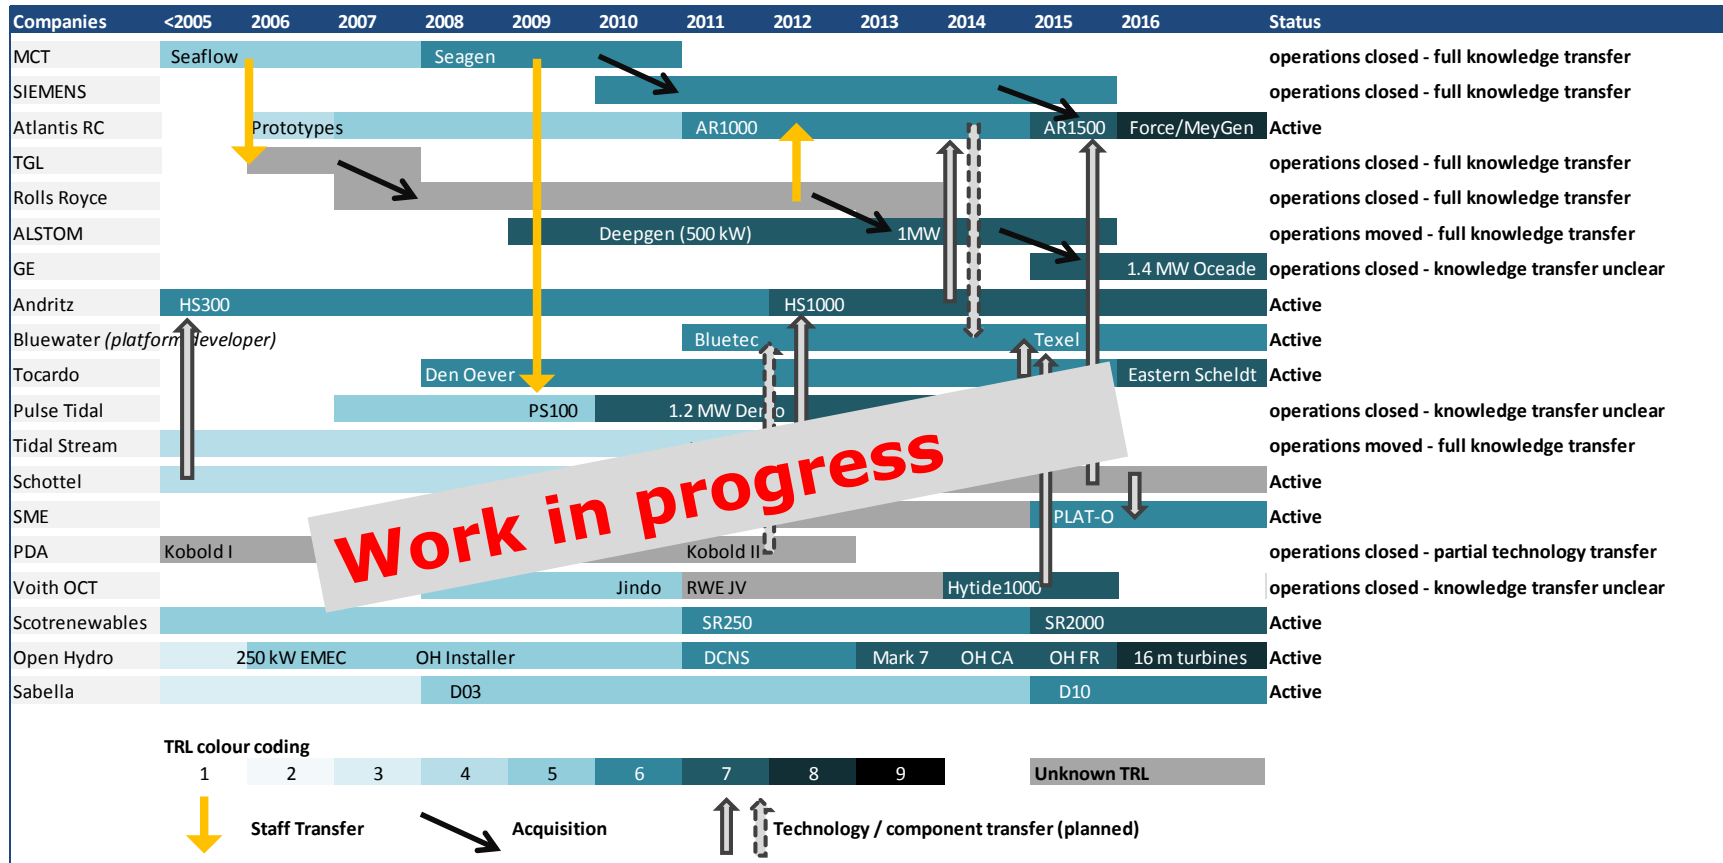 Companies <2005 2006 2007 2008 2009 2010 2011 2012 2013 2014 2015 2016 Status
MCT Seaflow Seagen operations closed - full knowledge transfer
SIEMENS operations closed - full knowledge transfer
Atlantis RC Prototypes AR1000 AR1500 Force/MeyGen Active
TGL operations closed - full knowledge transfer
Rolls Royce operations closed - full knowledge transfer
ALSTOM Deepgen (500 kW) 1MW operations moved - full knowledge transfer
GE 1.4 MW Oceade operations closed - knowledge transfer unclear
Andritz HS300 HS1000 Active
Bluewater (platform developer) Bluetec Texel Active
Tocardo Den Oever Eastern Scheldt Active
Pulse Tidal PS100 1.2 MW Demo operations closed - knowledge transfer unclear
Tidal Stream operations moved - full knowledge transfer
Schottel Active
SME PLAT-O Active
PDA Kobold I Kobold II operations closed - partial technology transfer
Voith OCT Jindo RWE JV Hytide1000 operations closed - knowledge transfer unclear
Scotrenewables SR250 SR2000 Active
Open Hydro 250 kW EMEC OH Installer DCNS Mark 7 OH CA OH FR 16 m turbines Active
Sabella D03 D10 Active
Work in progress
TRL colour coding
1 2 3 4 5 6 7 8 9 Unknown TRL
Staff Transfer Acquisition Technology / component transfer (planned)